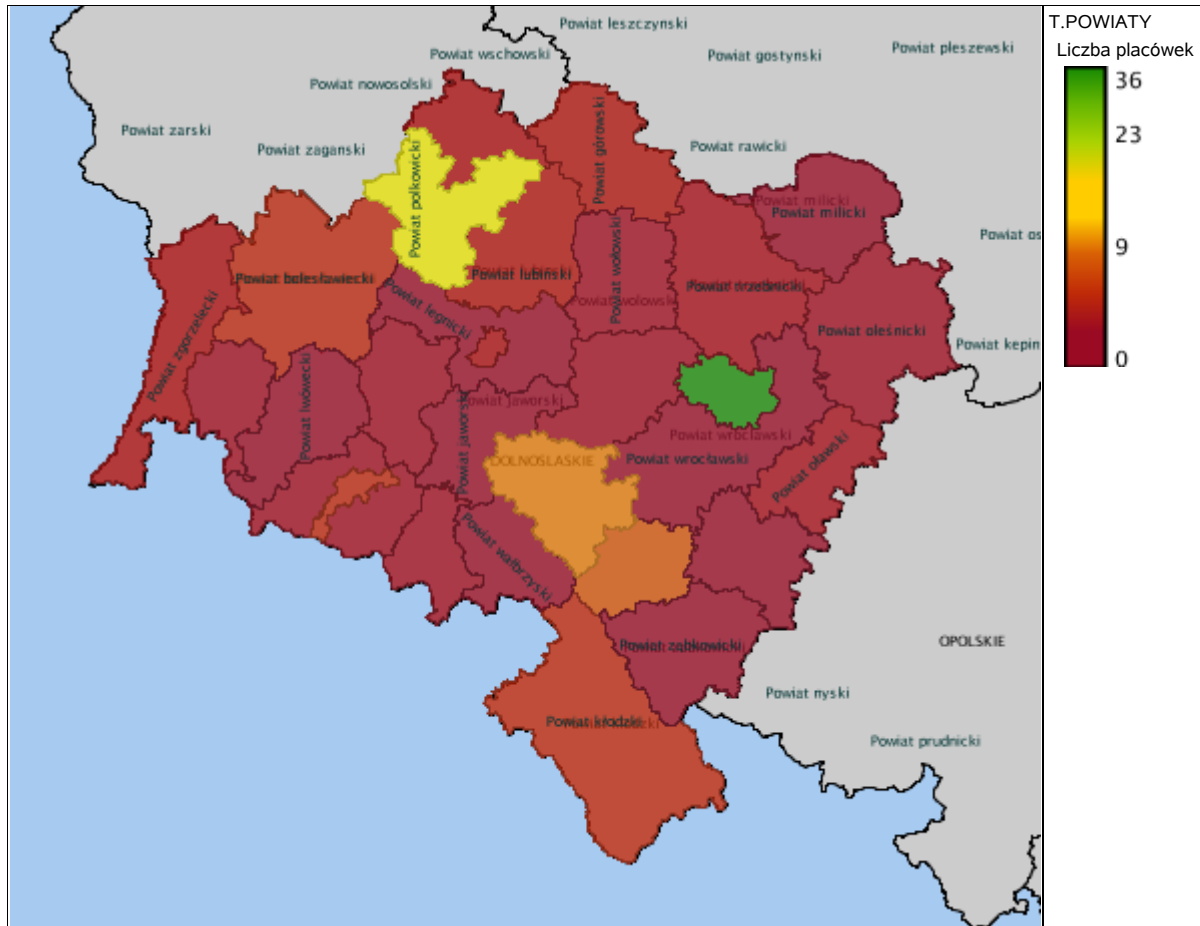 T.POWIATY
Liczba placówek
36
23
9
0
Powiat leszczynski
Powiat wschowski
Powiat gostynski
Powiat pleszewski
Powiat nowosolski
Powiat zarski
Powiat zaganski
Powiat rawicki
Powiat polkowicki
Powiat górowski
Powiat milicki
Powiat milicki
Powiat os
Powiat bolesławiecki
Powiat lubiński
Powiat wołowski
Powiat wolowsk
Powiat trzebnicki
Powiat legnicki
Powiat zgorzelecki
Powiat oleśnicki
Powiat kepin
Powiat lwówecki
Powiat jaworski
Powiat jaworski
Powiat wroclawski
Powiat wrocławski
DOLNOSLASKIE
Powiat oławski
Powiat wałbrzyski
Powiat ząbkowicki
OPOLSKIE
Powiat kłodzki
Powiat nyski
Powiat prudnicki